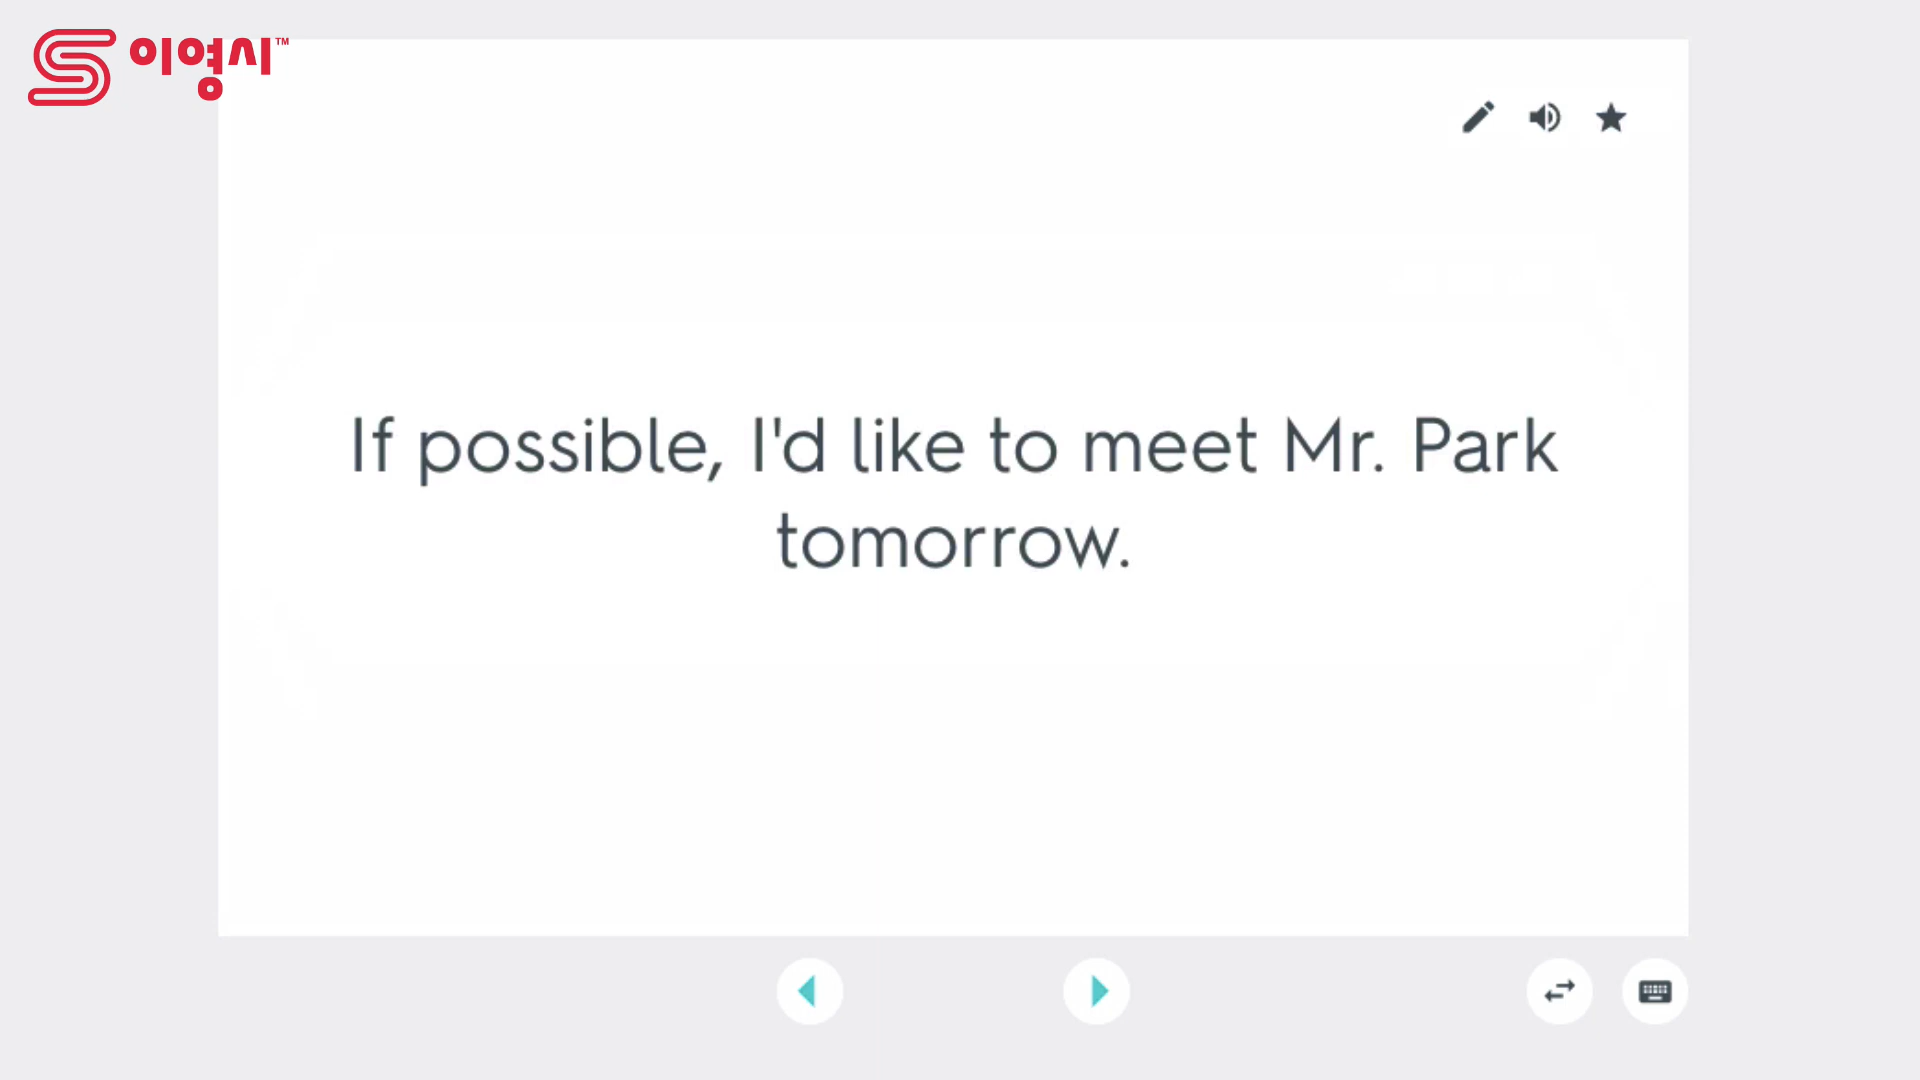 이영시™
If possible, I'd like to meet Mr. Park
tomorrow.